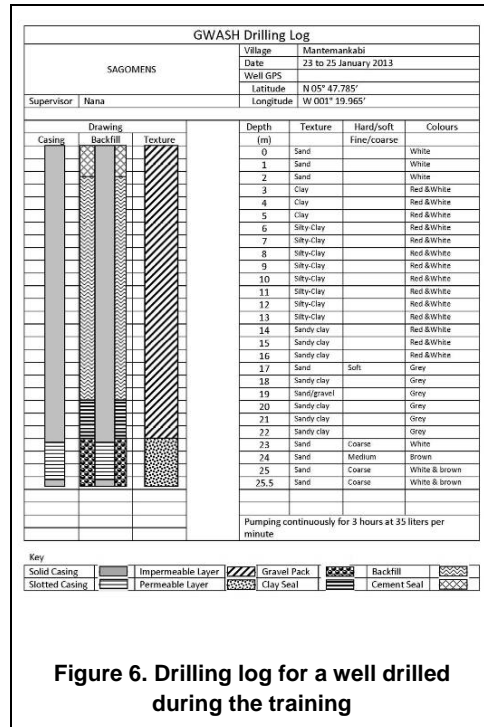 GWASH Drilling Log
SAGOMENS
Village Mantemankabi
Date 23 to 25 January 2013
Well GPS
Latitude N 05° 47.785'
Supervisor Nana Longitude W 001° 19.965'
Drawing Depth Texture Hard/soft Colours
Casing Backfill Texture (m) Fine/coarse
0 Sand White
1 Sand White
2 Sand White
3 Clay Red &White
4 Clay Red &White
5 Clay Red &White
6 Silty-Clay Red &White
7 Silty-Clay Red &White
8 Silty-Clay Red &White
9 Silty-Clay Red &White
10 Silty-Clay Red &White
11 Silty-Clay Red &White
12 Silty-Clay Red &White
13 Silty-Clay Red &White
14 Sandy clay Red &White
15 Sandy clay Red &White
16 Sandy clay Red &White
17 Sand Soft Grey
18 Sandy clay Grey
19 Sand/gravel Grey
20 Sandy clay Grey
21 Sandy clay Grey
22 Sandy clay Grey
23 Sand Coarse White
24 Sand Medium Brown
25 Sand Coarse White & brown
25.5 Sand Coarse White & brown
Pumping continuously for 3 hours at 35 liters per
minute
Key
Solid Casing Impermeable Layer Gravel Pack Backfill
Slotted Casing Permeable Layer Clay Seal Cement Seal
Figure 6. Drilling log for a well drilled
during the training